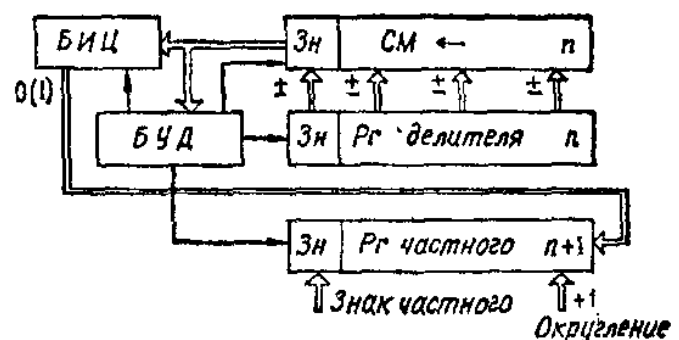 БИЦ
Зн СМ ← n
0(1)
± ± ± ±
БУД
Зн Рг делителя n
Зн Рг частного n+1
Знак частного
+1
Округление